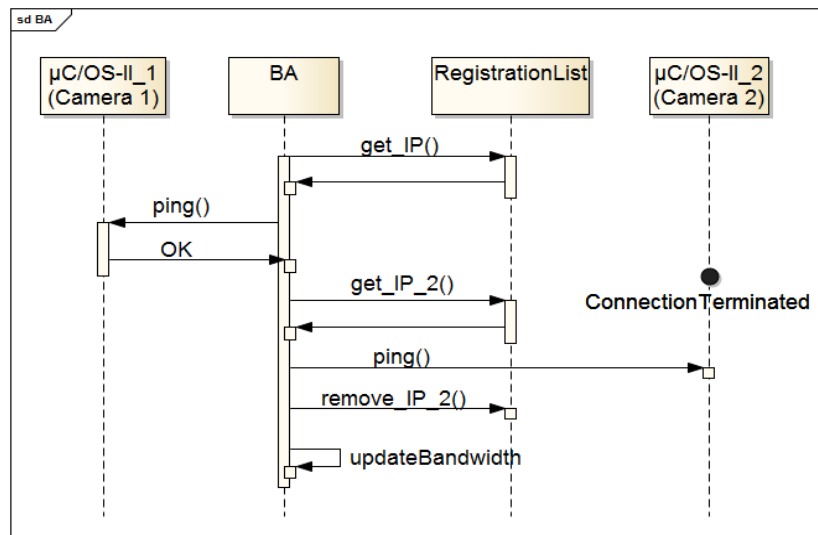 sd BA
µC/OS-II_1
(Camera 1)
BA
RegistrationList
µC/OS-II_2
(Camera 2)
get_IP()
ping()
OK
get_IP_2()
ConnectionTerminated
ping()
remove_IP_2()
updateBandwidth